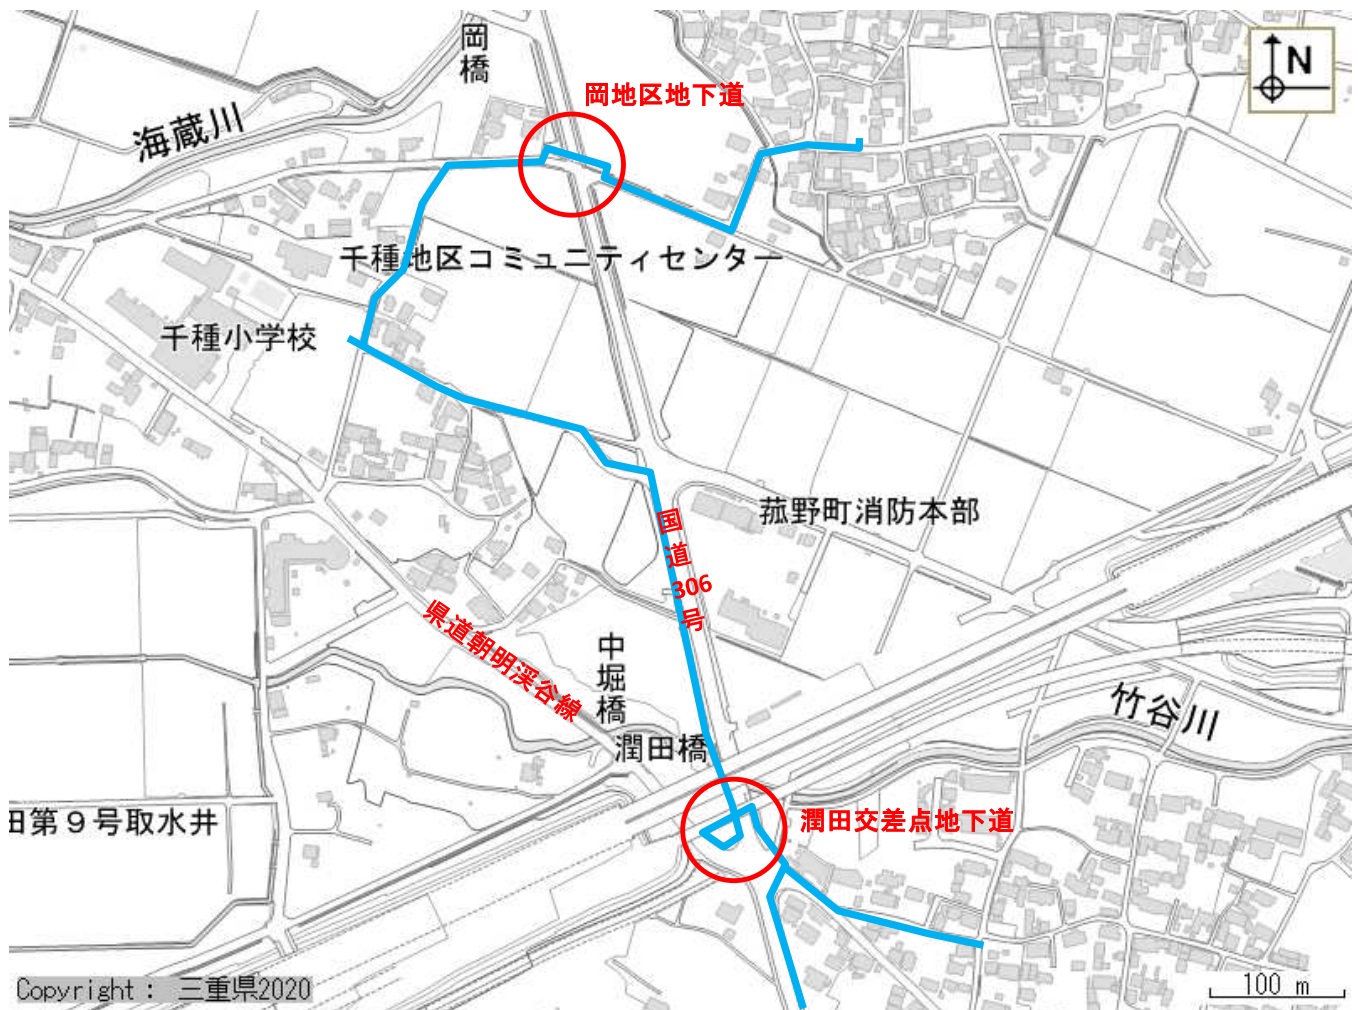 岡橋
N
岡地区地下道
海蔵川
千種地区コミュニティセンター
千種小学校
菰野町消防本部
国道306号
県道朝明渓谷線
中堀橋
竹谷川
潤田橋
田第9号取水井
潤田交差点地下道
Copyright : 三重県2020
100 m